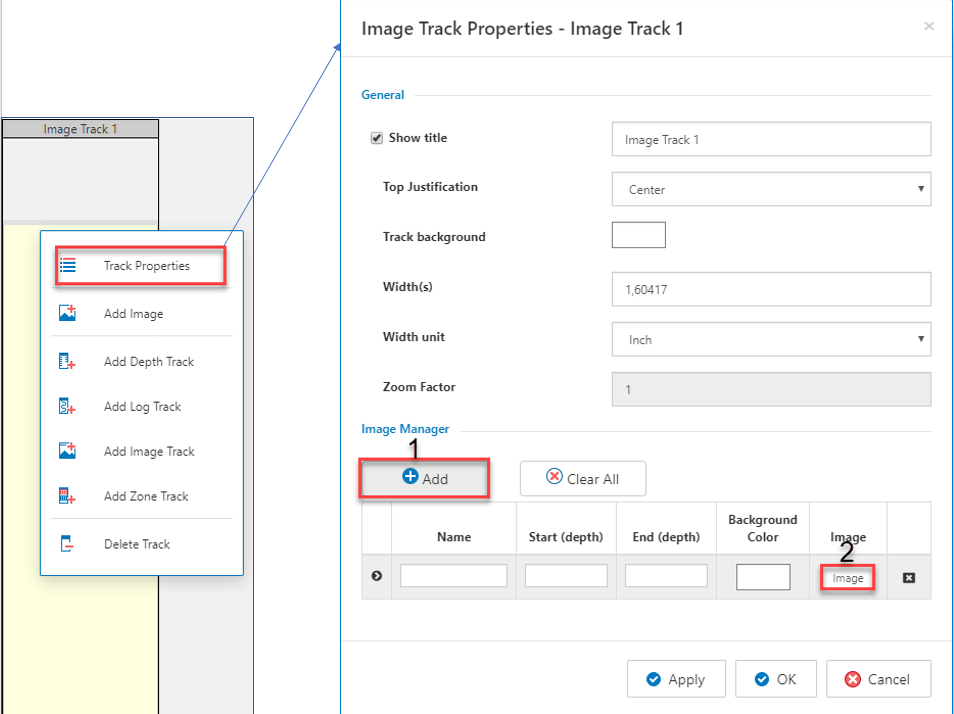 Image Track 1
Track Properties
Add Image
Add Depth Track
Add Log Track
Add Image Track
Add Zone Track
Delete Track
Image Track Properties - Image Track 1
General
Show title
Image Track 1
Top Justification
Center
Track background
Width(s)
1,60417
Width unit
Inch
Zoom Factor
1
Image Manager
1
Add
Clear All
Name
Start (depth)
End (depth)
Background
Color
Image
2
Image
Apply
OK
Cancel